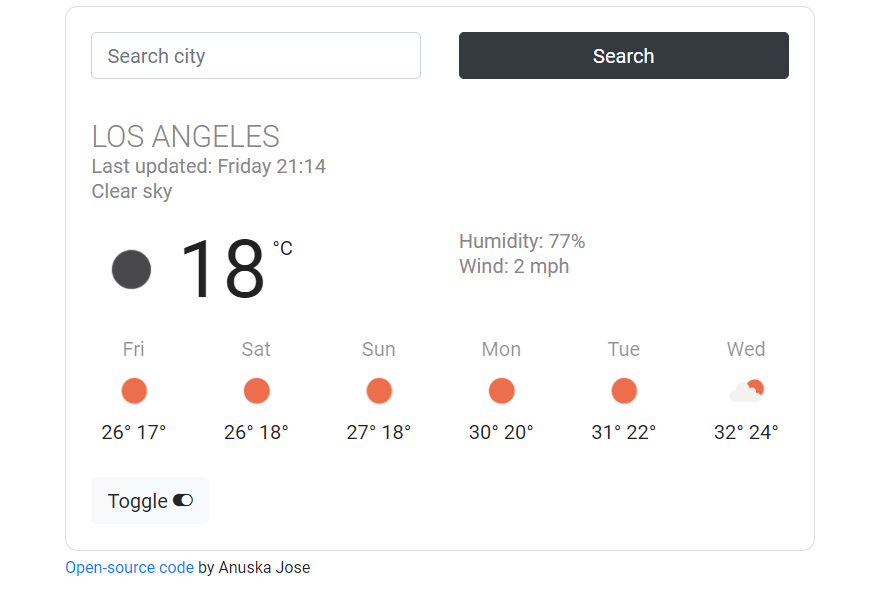 Search city Search
LOS ANGELES
Last updated: Friday 21:14
Clear sky
18 °C
Humidity: 77%
Wind: 2 mph
Fri Sat Sun Mon Tue Wed
26° 17° 26° 18° 27° 18° 30° 20° 31° 22° 32° 24°
Toggle
Open-source code by Anuska Jose